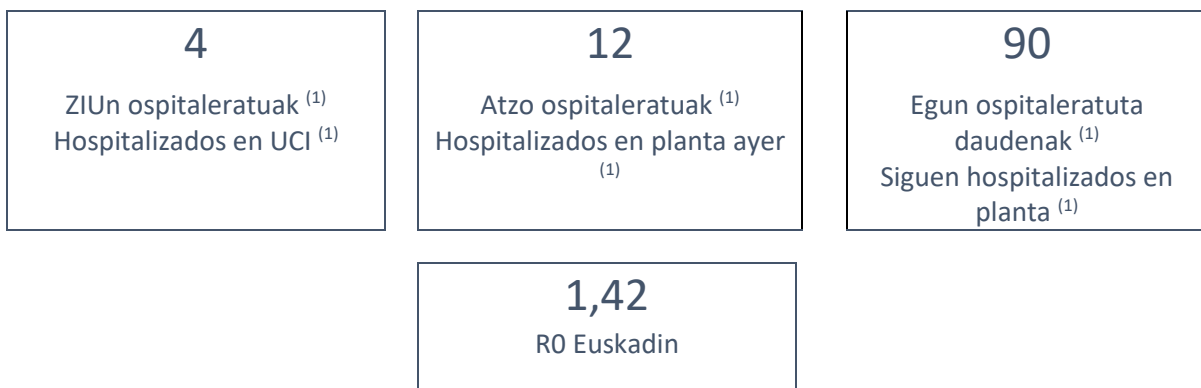 4
ZIUn ospitaleratuak (1)
Hospitalizados en UCI (1)
12
Atzo ospitaleratuak (1)
Hospitalizados en planta ayer
(1)
90
Egun ospitaleratuta
daudenak (1)
Siguen hospitalizados en
planta (1)
1,42
R0 Euskadin